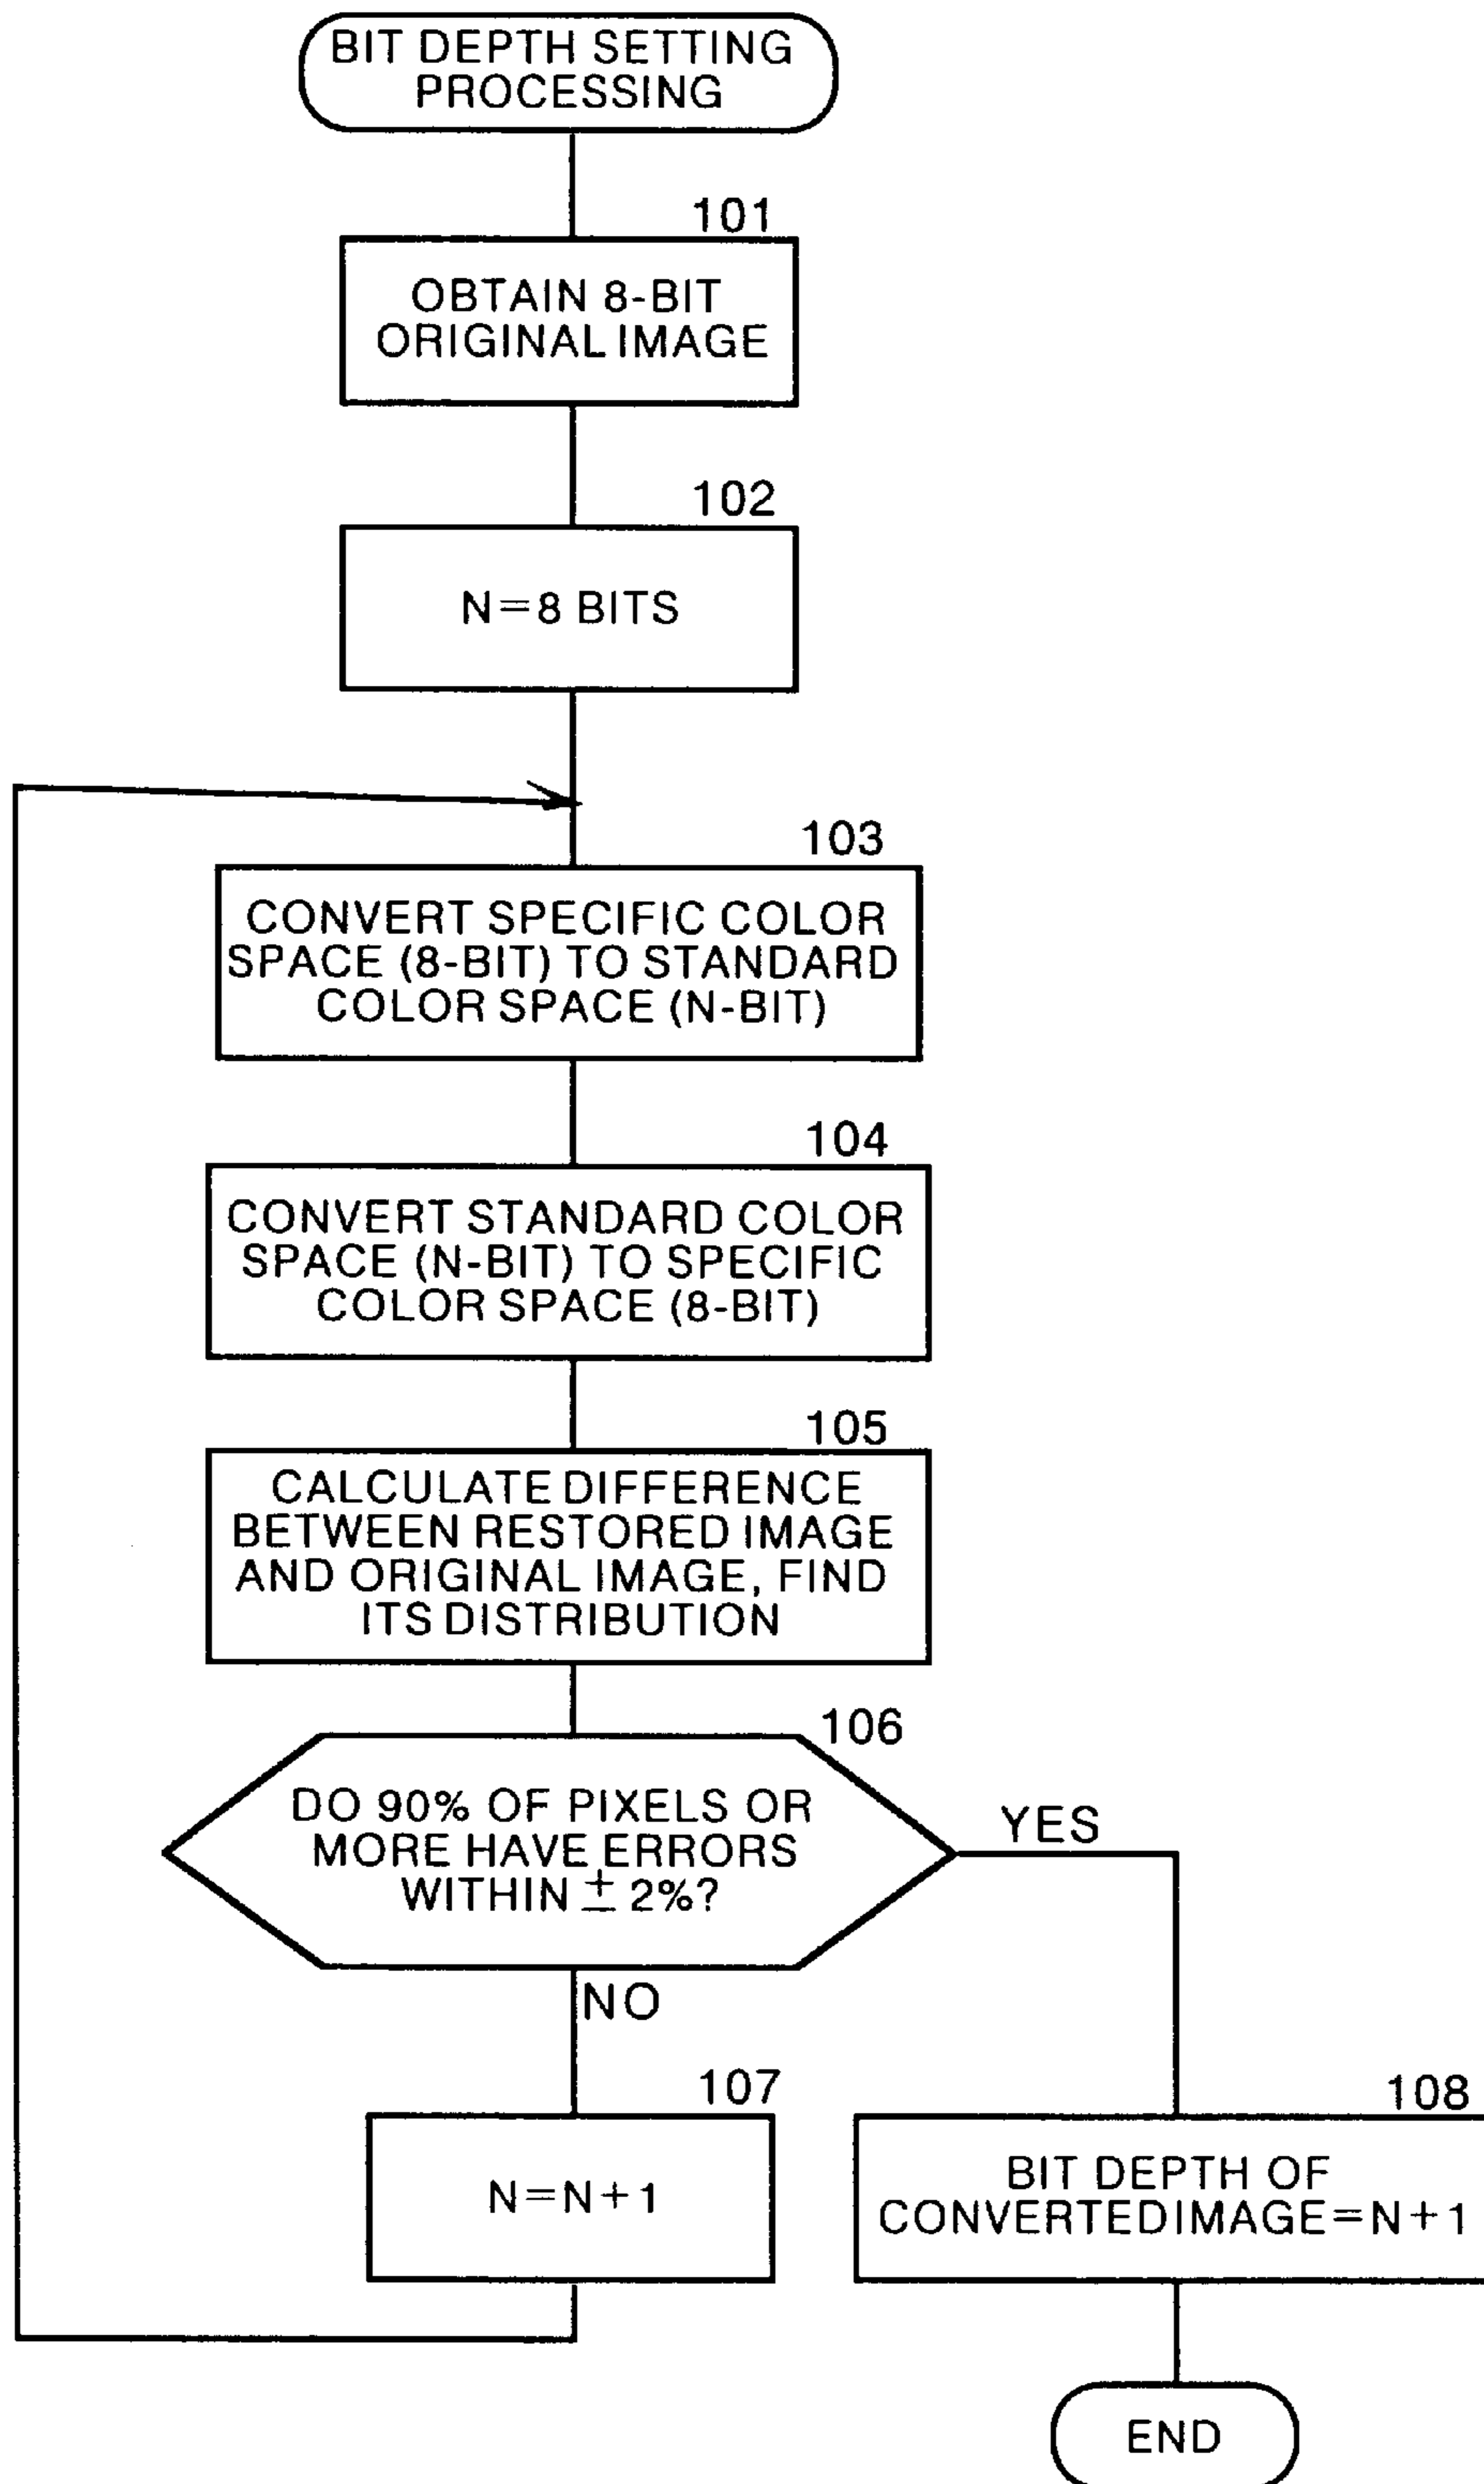 BIT DEPTH SETTING
PROCESSING
101
OBTAIN 8-BIT
ORIGINAL IMAGE
102
N=8 BITS
103
CONVERT SPECIFIC COLOR
SPACE (8-BIT) TO STANDARD
COLOR SPACE (N-BIT)
104
CONVERT STANDARD COLOR
SPACE (N-BIT) TO SPECIFIC
COLOR SPACE (8-BIT)
105
CALCULATE DIFFERENCE
BETWEEN RESTORED IMAGE
AND ORIGINAL IMAGE, FIND
ITS DISTRIBUTION
106
DO 90% OF PIXELS OR
MORE HAVE ERRORS
WITHIN ± 2%?
YES
NO
107
N=N+1
108
BIT DEPTH OF
CONVERTED IMAGE=N+1
END